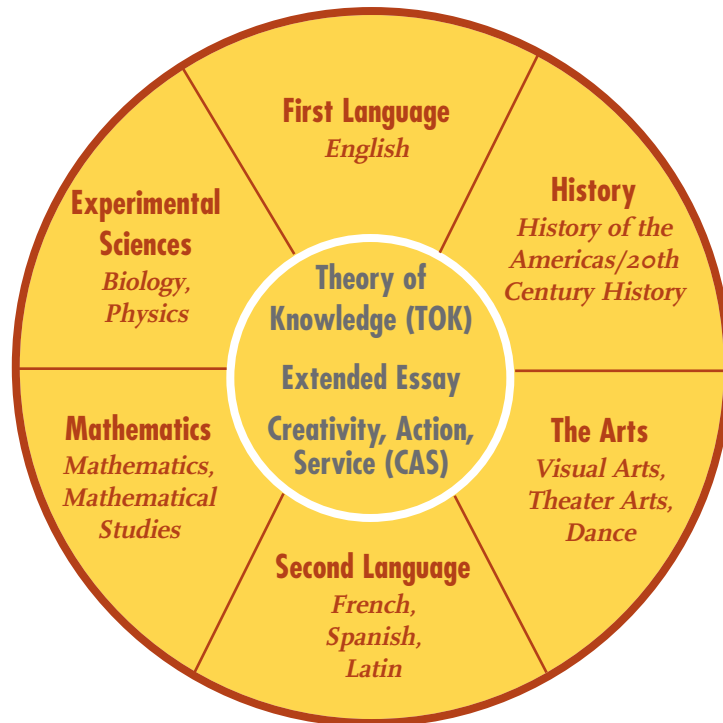 First Language
English
History
History of the
Americas/20th
Century History
The Arts
Visual Arts,
Theater Arts,
Dance
Second Language
French,
Spanish,
Latin
Mathematics
Mathematics,
Mathematical
Studies
Experimental
Sciences
Biology,
Physics
Theory of
Knowledge (TOK)
Extended Essay
Creativity, Action,
Service (CAS)